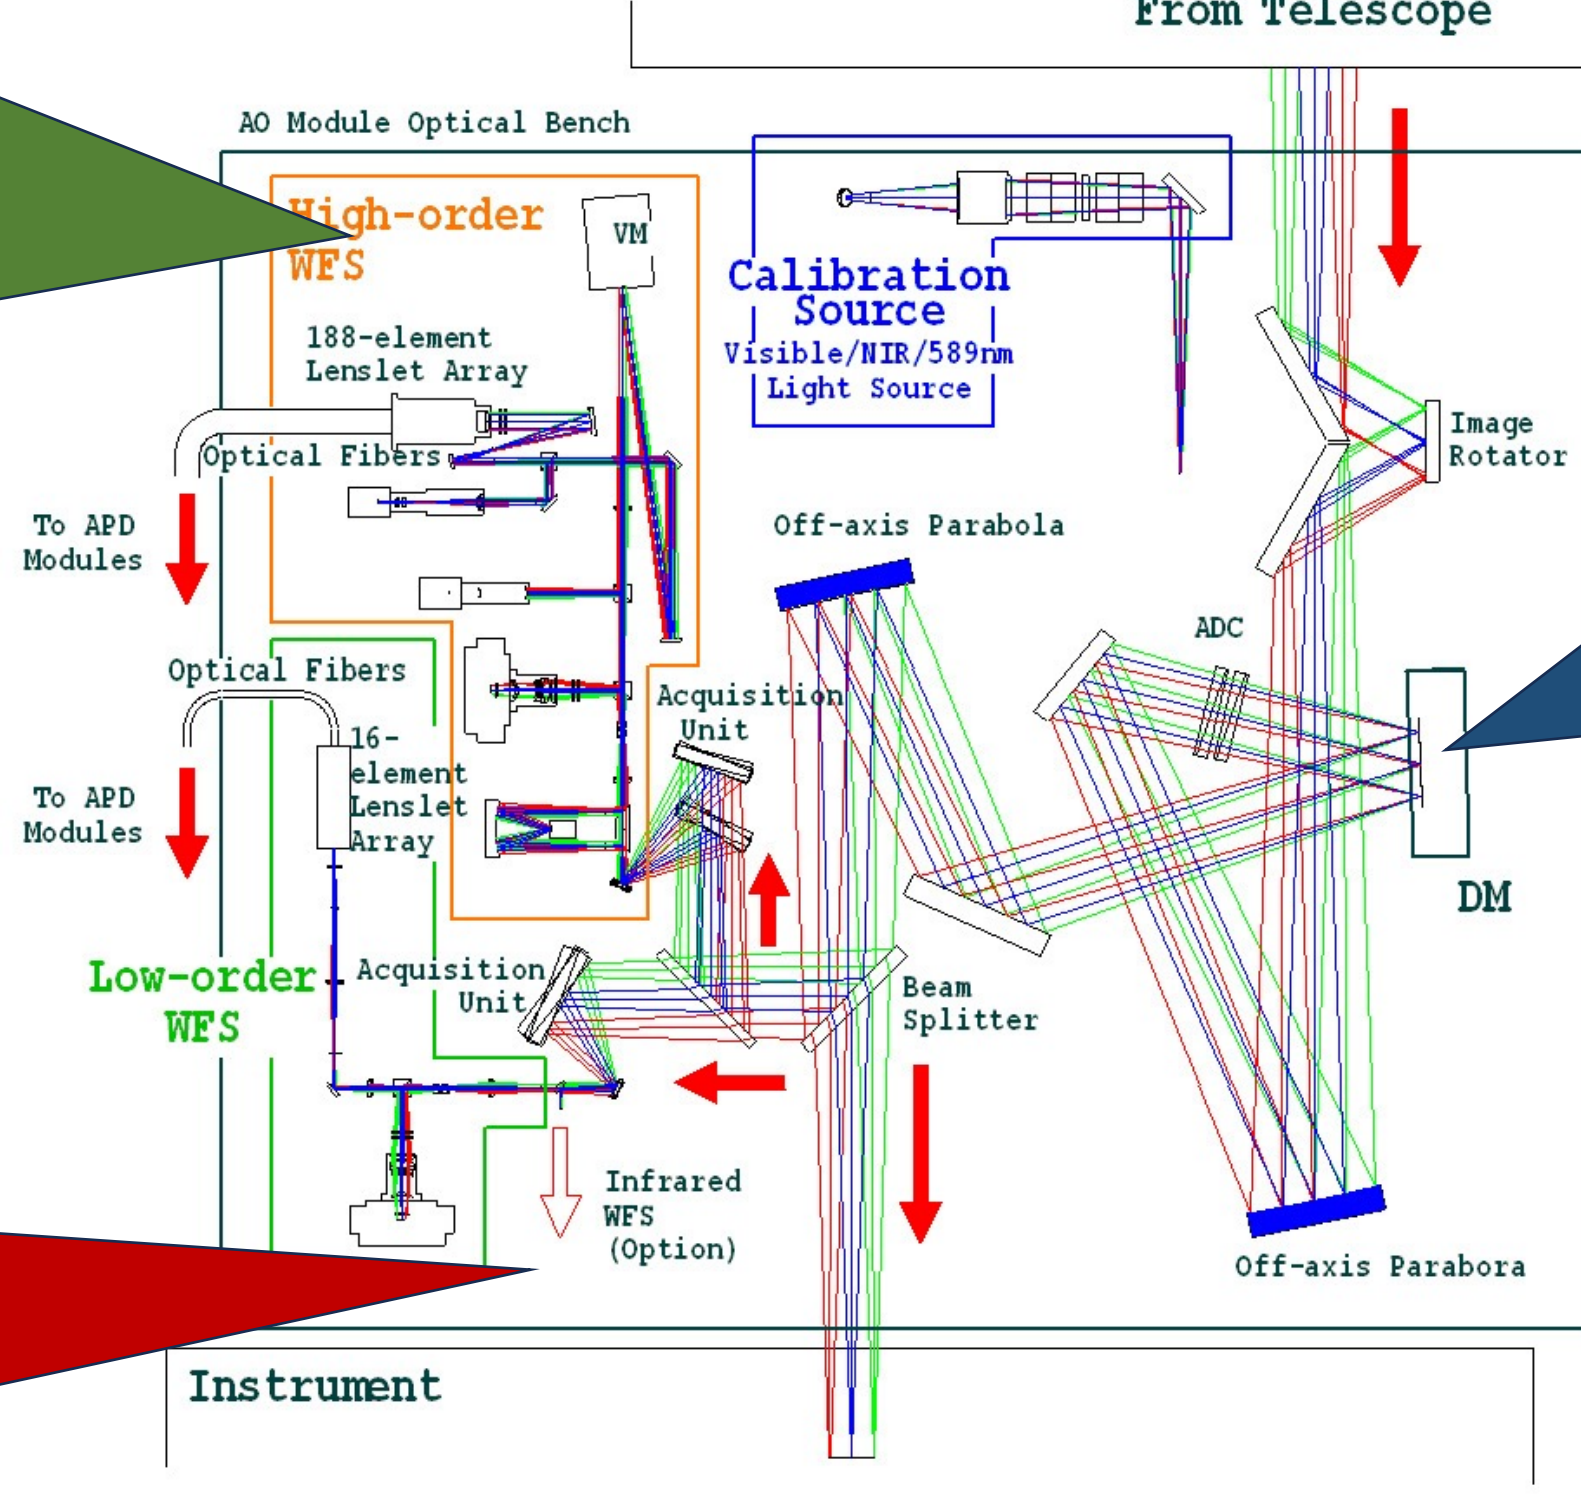 From Telescope
AO Module Optical Bench
High-order
WFS
VM
188-element
Lenslet Array
Optical Fibers
To APD
Modules
Calibration
Source
Visible/NIR/589nm
Light Source
Image
Rotator
Off-axis Parabola
ADC
DM
Optical Fibers
16-
element
Lenslet
Array
To APD
Modules
Acquisition
Unit
Low-order
WFS
Acquisition
Unit
Beam
Splitter
Infrared
WFS
(Option)
Off-axis Parabora
Instrument